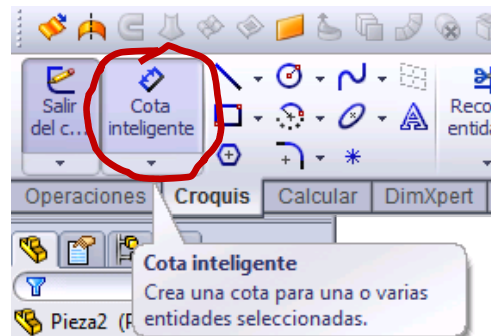 Salir
del c...
Cota
inteligente
Reco
entida
Operaciones
Croquis
Calcular
DimXpert
Cota inteligente
Crea una cota para una o varias
entidades seleccionadas.
Pieza2 (F